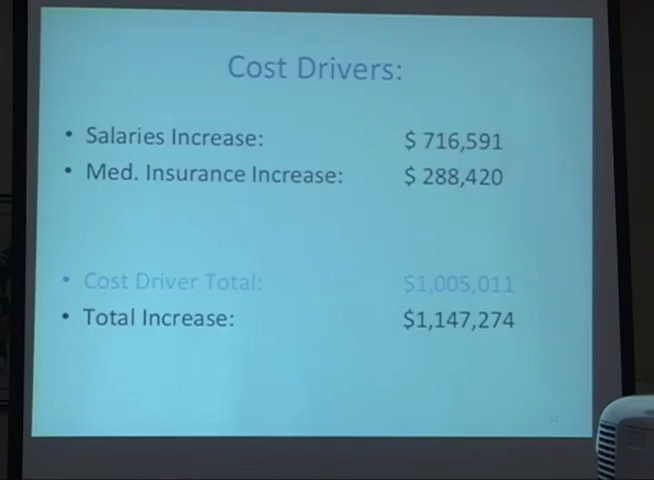 Cost Drivers:
• Salaries Increase: $ 716,591
• Med. Insurance Increase: $ 288,420
• Cost Driver Total: $1,005,011
• Total Increase: $1,147,274